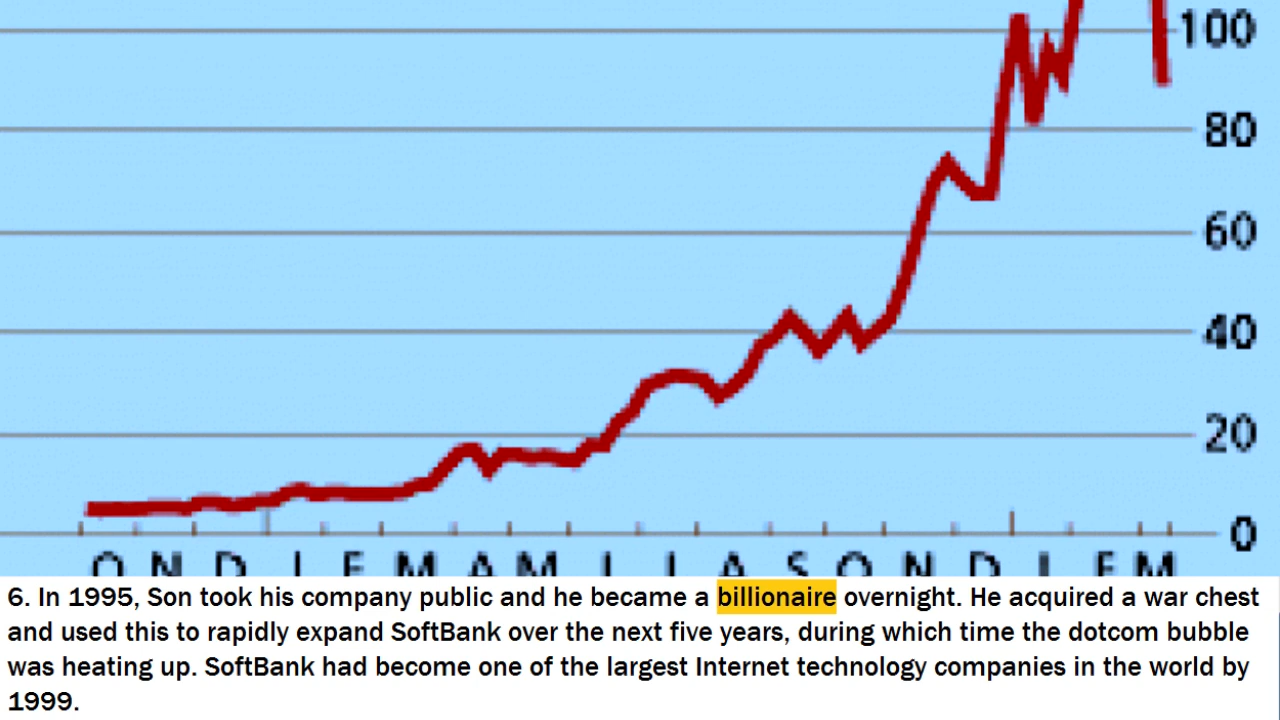 100
80
60
40
20
0
O N D J F M A M J J A S O N D J F M
6. In 1995, Son took his company public and he became a billionaire overnight. He acquired a war chest
and used this to rapidly expand SoftBank over the next five years, during which time the dotcom bubble
was heating up. SoftBank had become one of the largest Internet technology companies in the world by
1999.